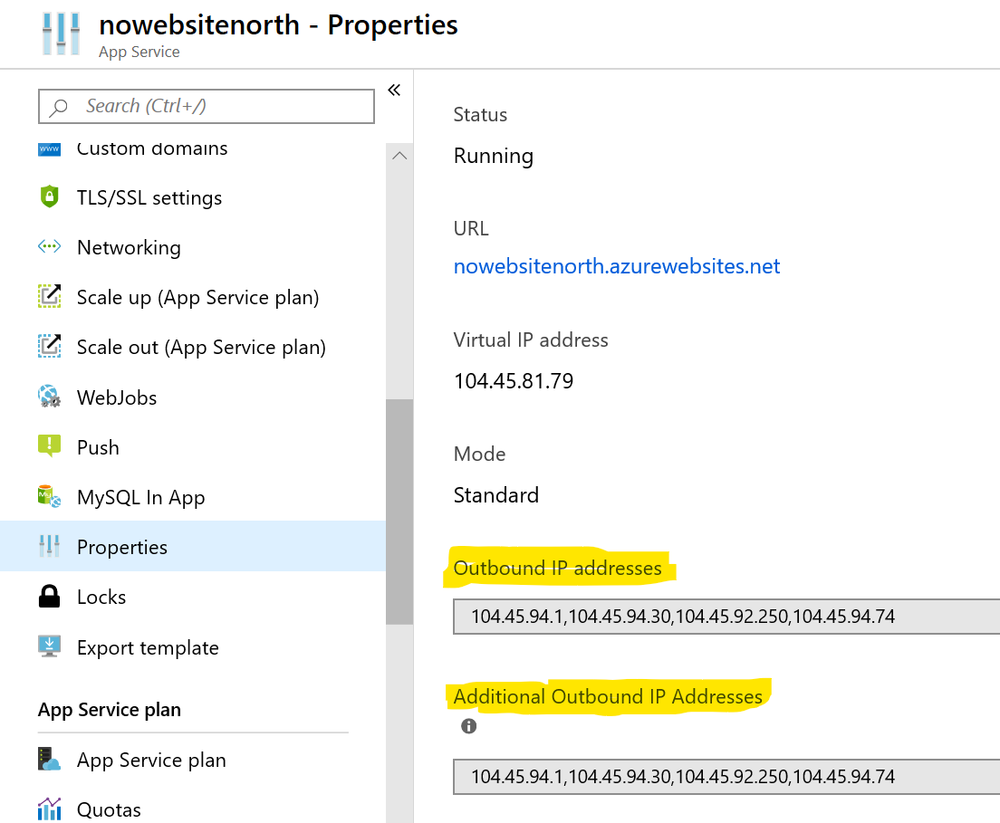 nowebsitenorth - Properties
App Service
Search (Ctrl+/)
«
Custom domains
TLS/SSL settings
Networking
Scale up (App Service plan)
Scale out (App Service plan)
WebJobs
Push
MySQL In App
Properties
Locks
Export template
App Service plan
App Service plan
Quotas
Status
Running
URL
nowebsitenorth.azurewebsites.net
Virtual IP address
104.45.81.79
Mode
Standard
Outbound IP addresses
104.45.94.1,104.45.94.30,104.45.92.250,104.45.94.74
Additional Outbound IP Addresses
104.45.94.1,104.45.94.30,104.45.92.250,104.45.94.74